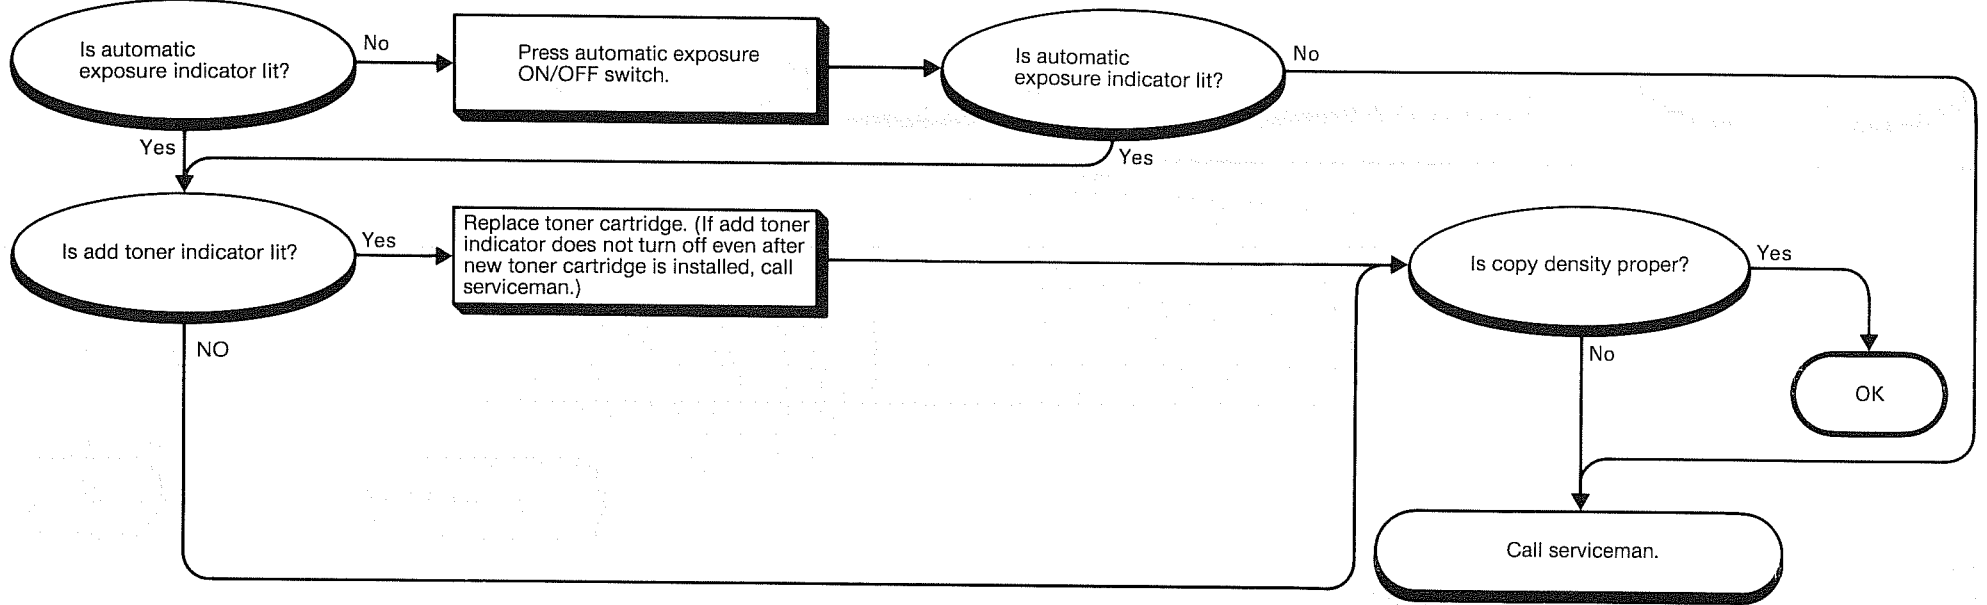 Is automatic
exposure indicator lit?
No
Press automatic exposure
ON/OFF switch.
Is automatic
exposure indicator lit?
No
Yes
Yes
Is add toner indicator lit?
Yes
Replace toner cartridge. (If add toner
indicator does not turn off even after
new toner cartridge is installed, call
serviceman.)
Is copy density proper?
Yes
NO
No
OK
Call serviceman.